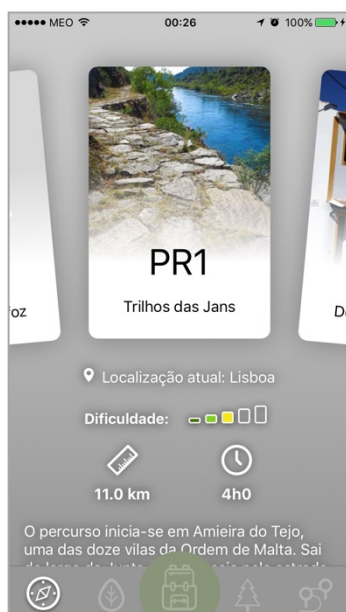 MEO 00:26 100%
PR1
Trilhos das Jans
foz
Localização atual: Lisboa
Dificuldade:
11.0 km 4h0
O percurso inicia-se em Amieira do Tejo,
uma das doze vilas da Ordem de Malta. Sai